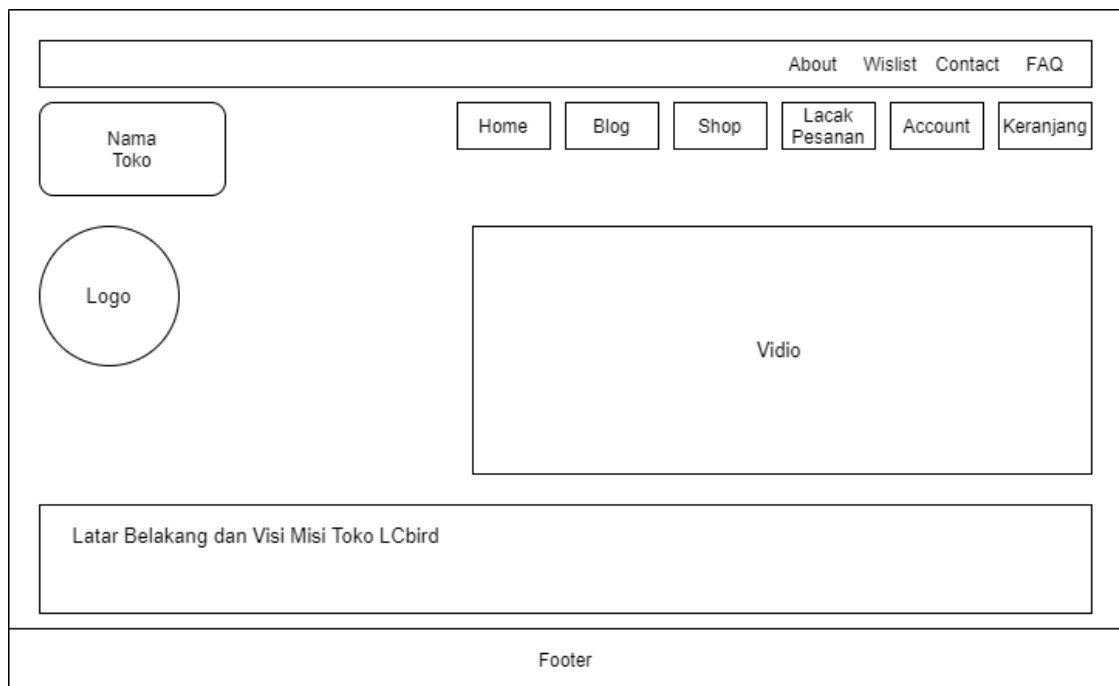 About Wislist Contact FAQ
Nama
Toko
Home Blog Shop Lacak
Pesanan Account Keranjang
Logo
Vidio
Latar Belakang dan Visi Misi Toko LCbird
Footer